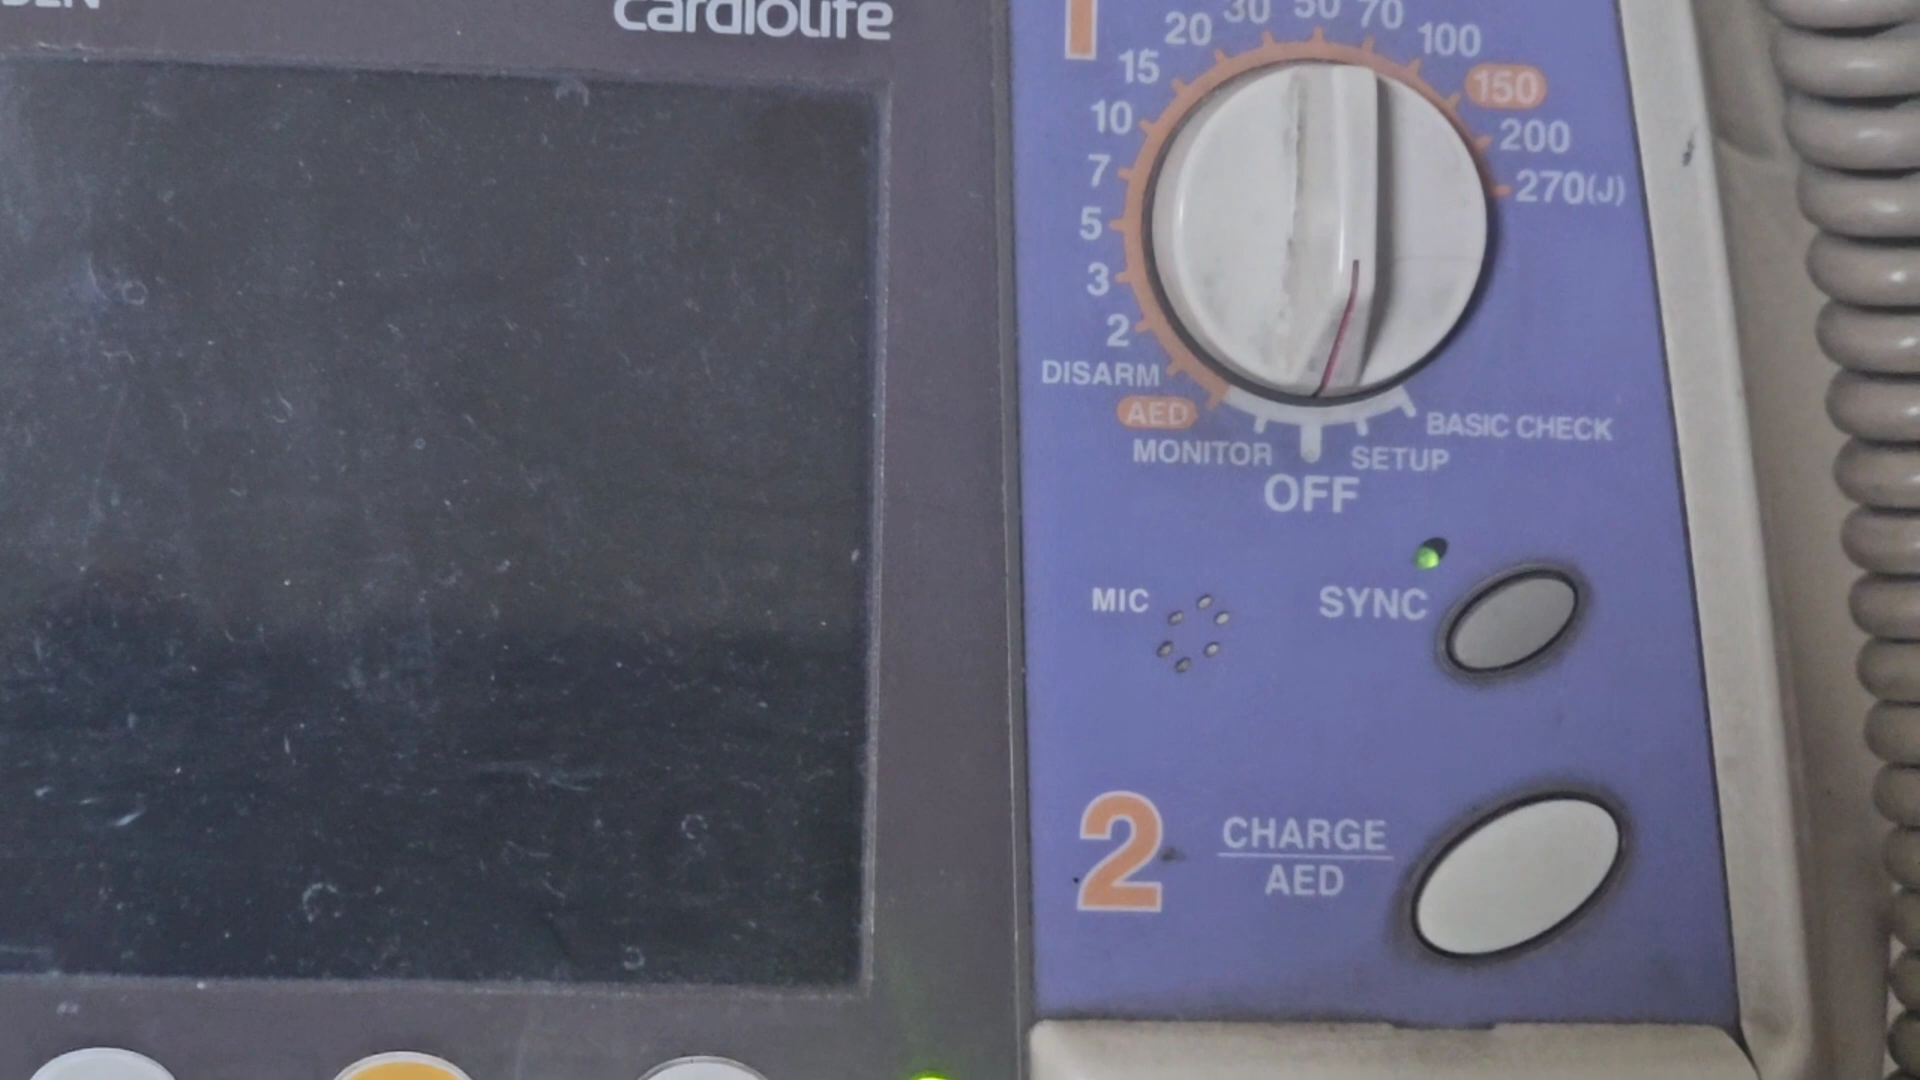 cardiolife
1
30 50 70
20 100
15 150
10 200
7 270(J)
5
3
2
DISARM
AED
BASIC CHECK
MONITOR SETUP
OFF
MIC SYNC
2 CHARGE
AED